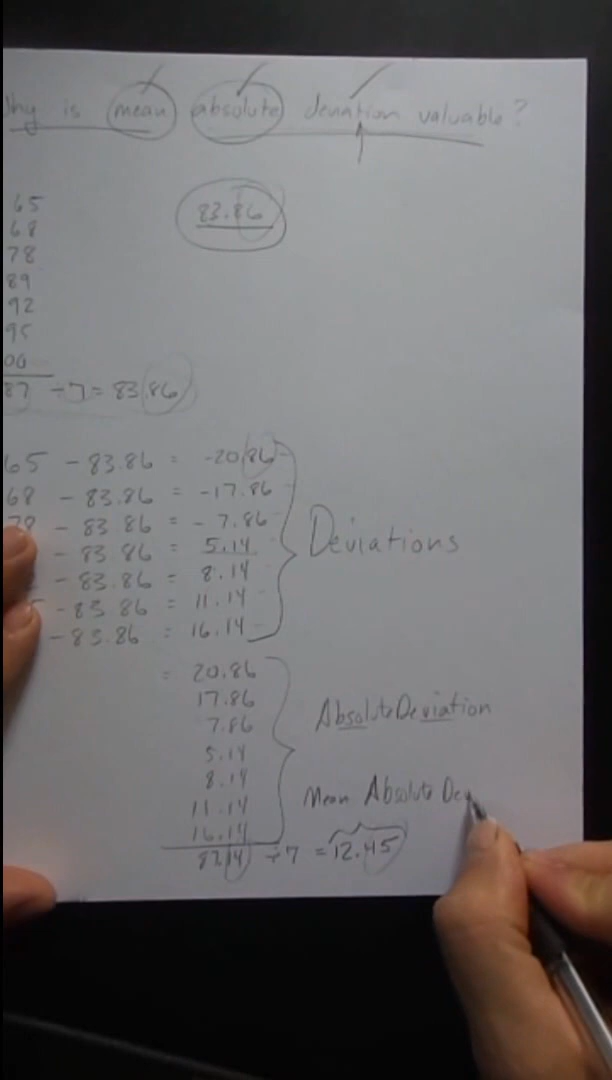 hy is mean absolute deviation valuable?
83.86
65
68
78
89
92
95
00
87 ÷7 = 83.86
65 - 83.86 = -20.86
68 - 83.86 = -17.86
78 - 83.86 = - 7.86
- 83.86 = 5.14
- 83.86 = 8.14
- 83.86 = 11.14
- 83.86 = 16.14
Deviations
= 20.86
17.86
7.86
5.14
8.14
11.14
16.14
87.14 ÷7 = 12.45
Absolute Deviation
Mean Absolute Dev